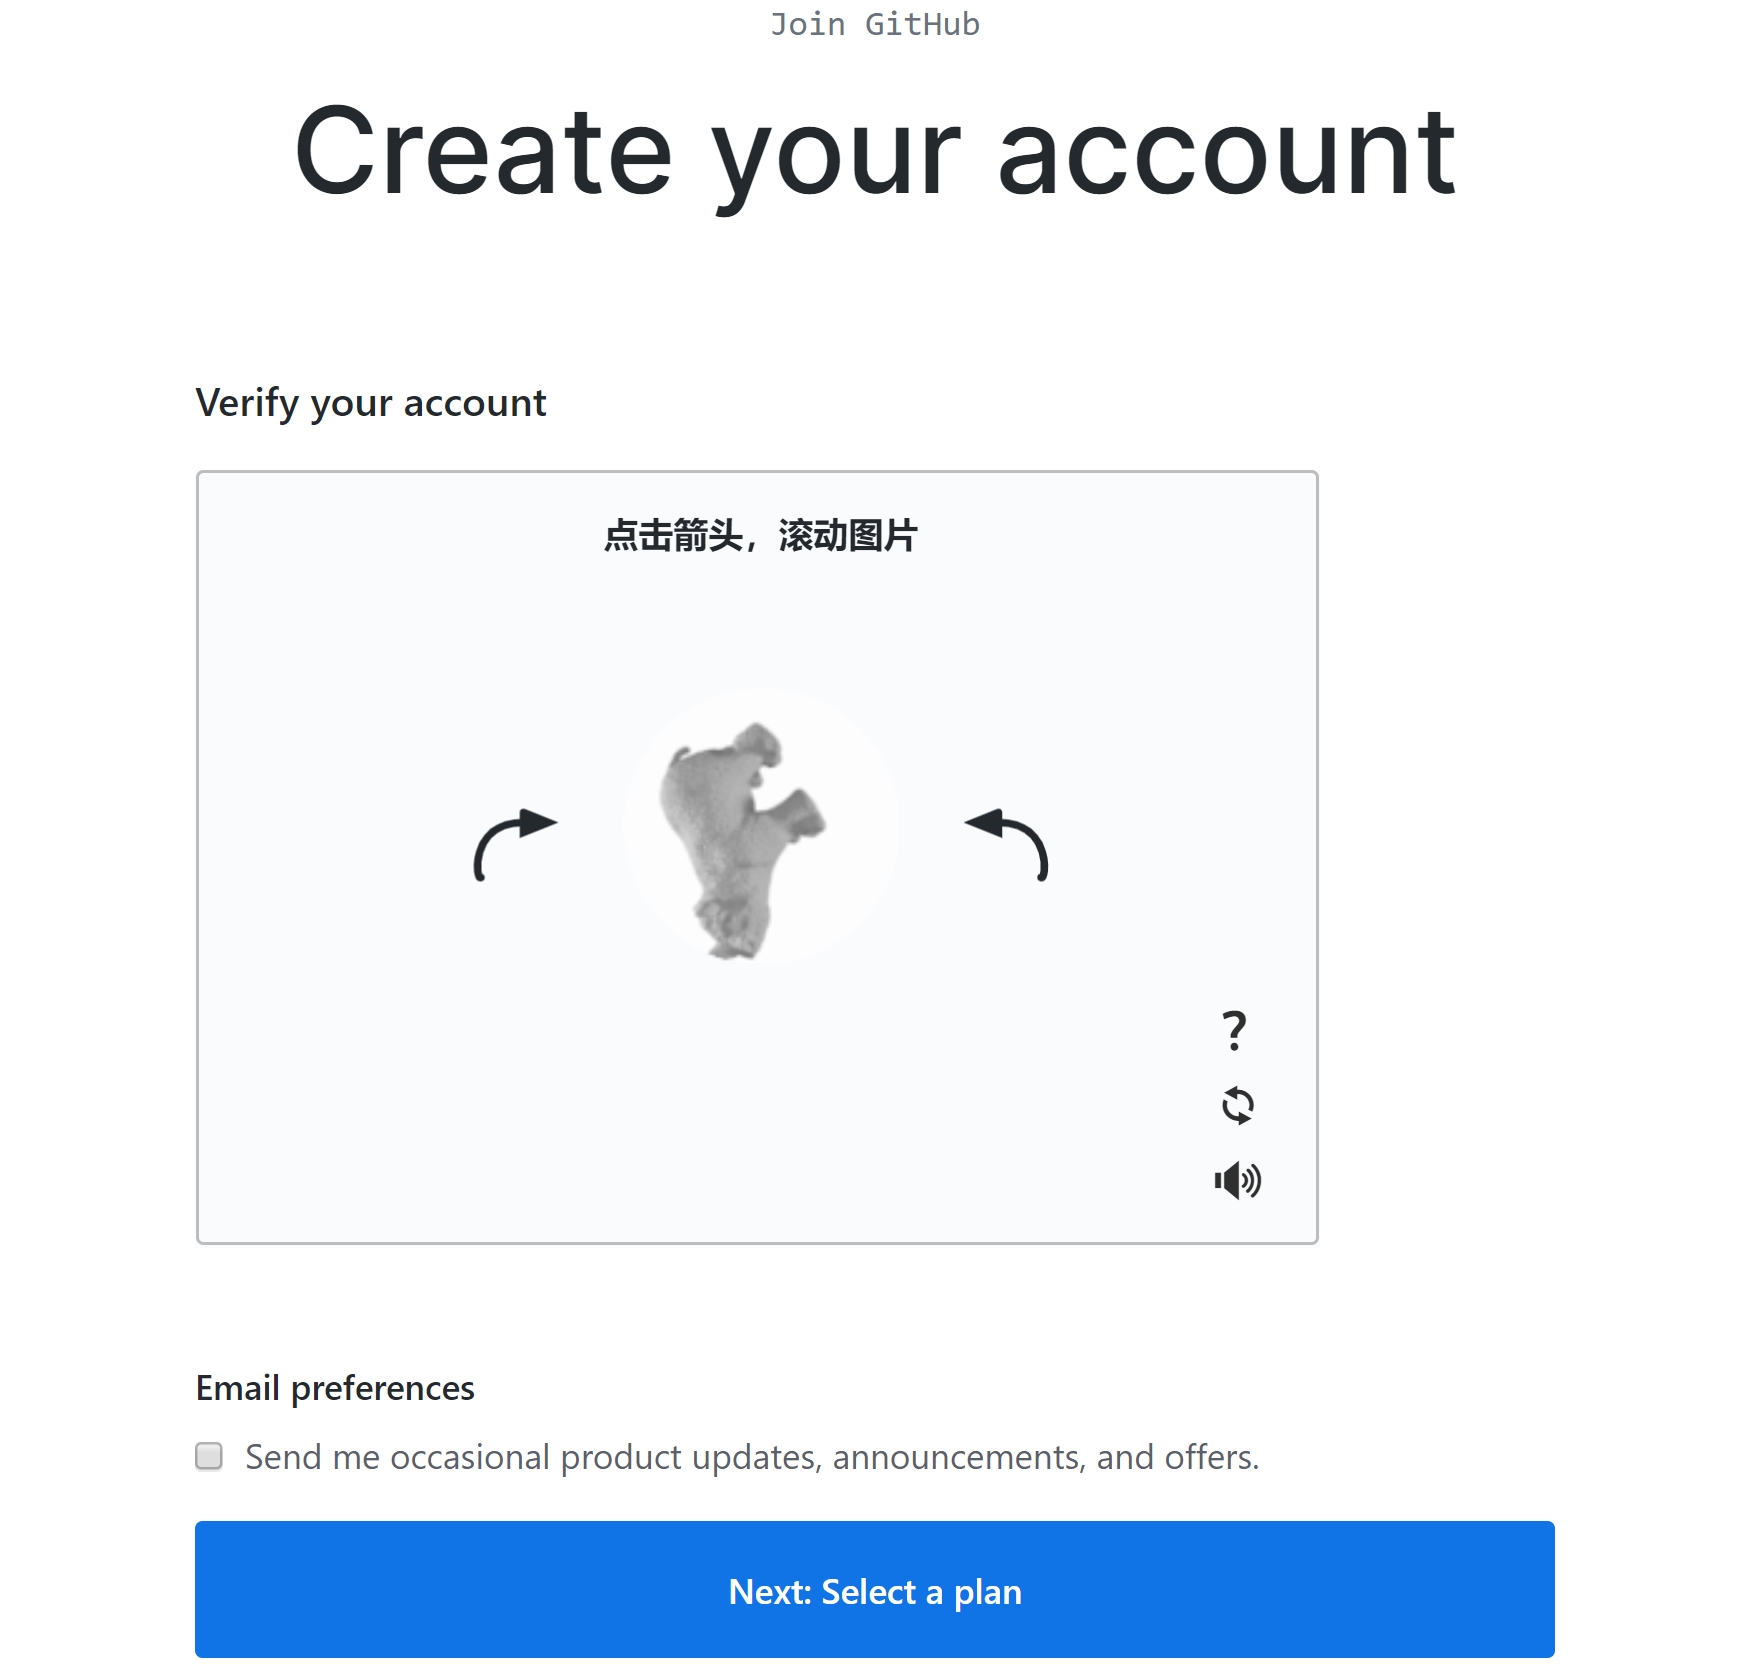 Join GitHub
Create your account
Verify your account
点击箭头，滚动图片
?
Email preferences
Send me occasional product updates, announcements, and offers.
Next: Select a plan